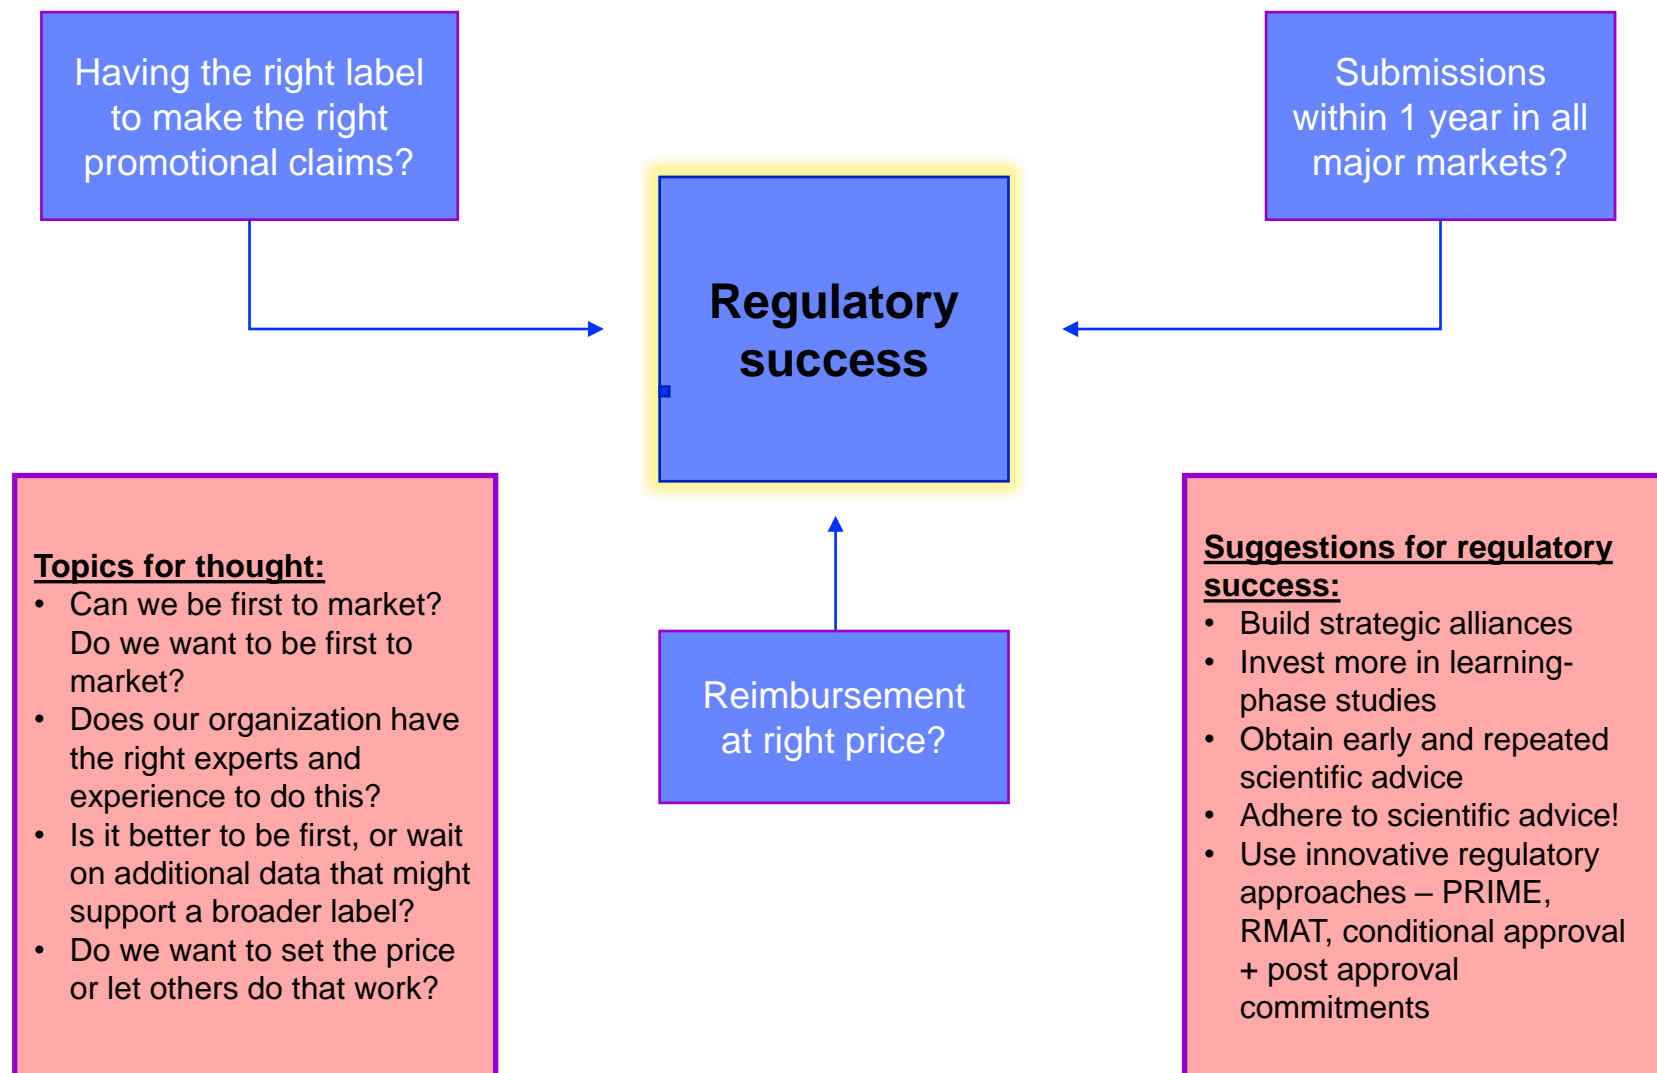 Having the right label
to make the right
promotional claims?
Submissions
within 1 year in all
major markets?
Regulatory
success
Reimbursement
at right price?
Topics for thought:
• Can we be first to market?
Do we want to be first to
market?
• Does our organization have
the right experts and
experience to do this?
• Is it better to be first, or wait
on additional data that might
support a broader label?
• Do we want to set the price
or let others do that work?
Suggestions for regulatory
success:
• Build strategic alliances
• Invest more in learning-
phase studies
• Obtain early and repeated
scientific advice
• Adhere to scientific advice!
• Use innovative regulatory
approaches – PRIME,
RMAT, conditional approval
+ post approval
commitments